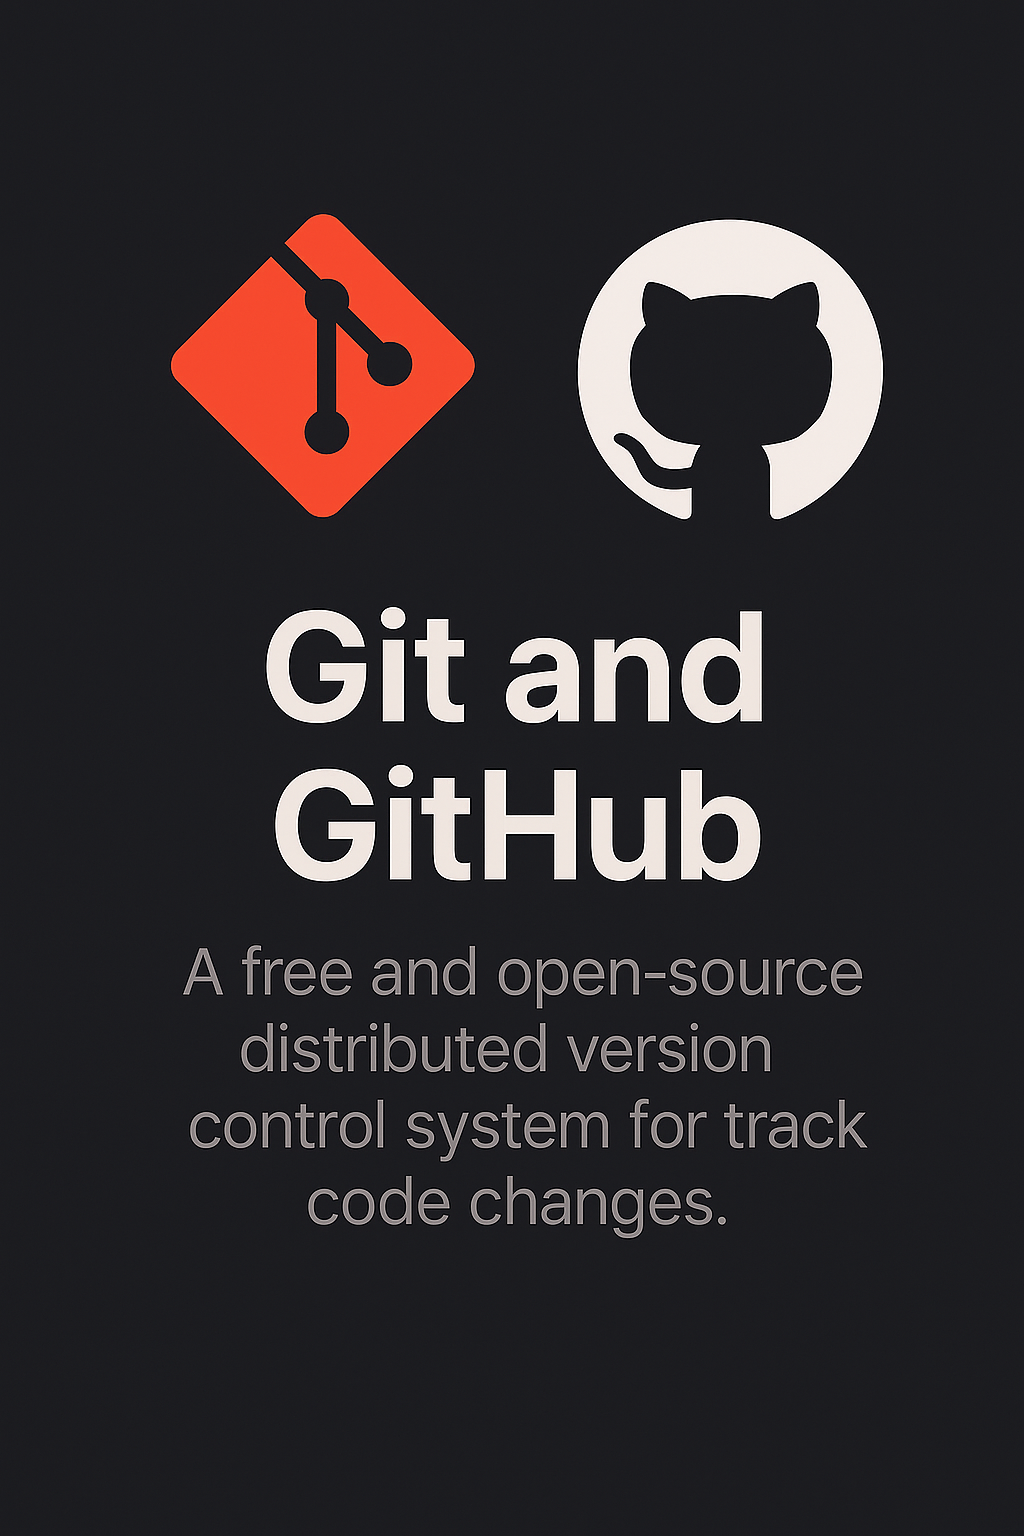 Git and
GitHub
A free and open-source
distributed version
control system for track
code changes.